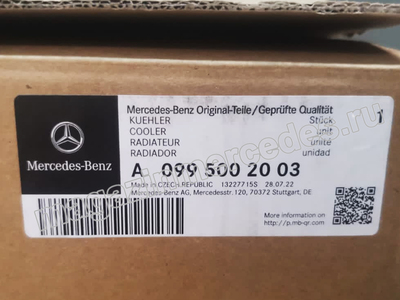 Mercedes-Benz Original-Teile/Geprüfte Qualität
KUEHLER Stück 1
COOLER unit
RADIATEUR unité
RADIADOR unidad
Mercedes-Benz
A 099 500 20 03
Made in CZECH.REPUBLIC 13227715S 28.07.22
Mercedes-Benz AG, Mercedesstr.120, 70372 Stuttgart, DE
More information on
http://p.mb-qr.com
magazinmercedes.ru